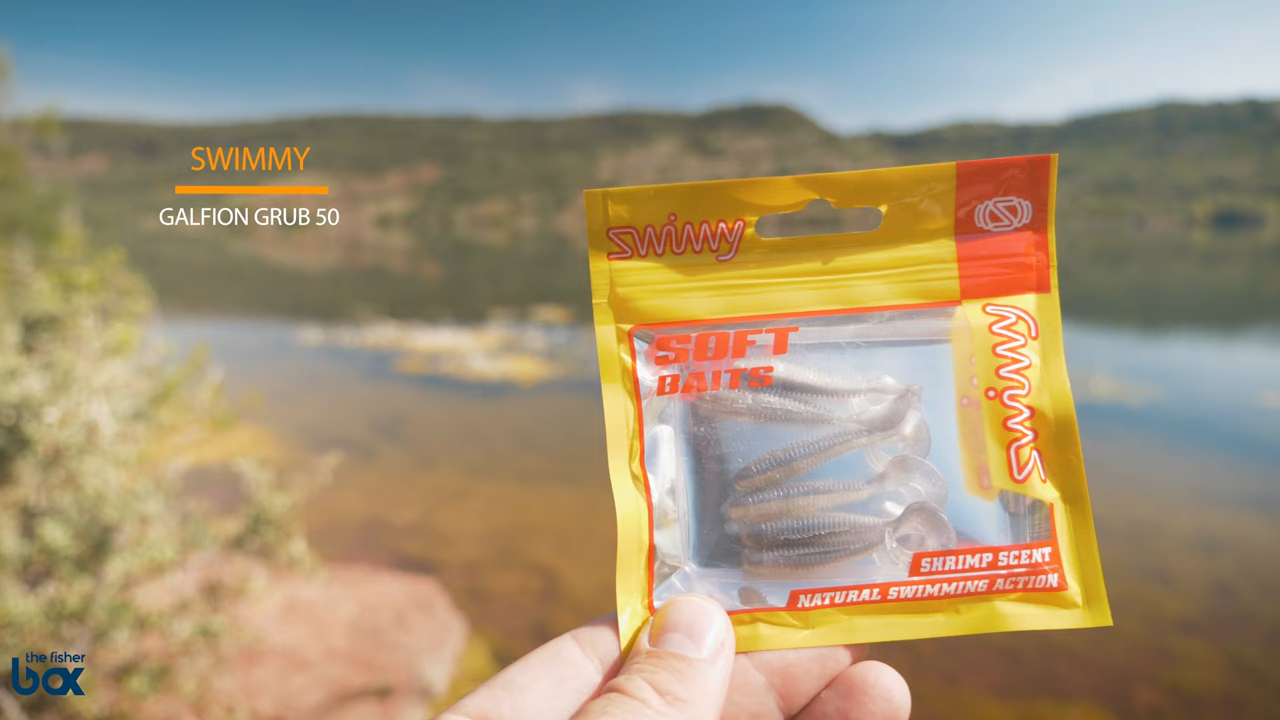 SWIMMY
GALFION GRUB 50
swimy
SOFT
BAITS
swimy
SHRIMP SCENT
NATURAL SWIMMING ACTION
the fisher
box